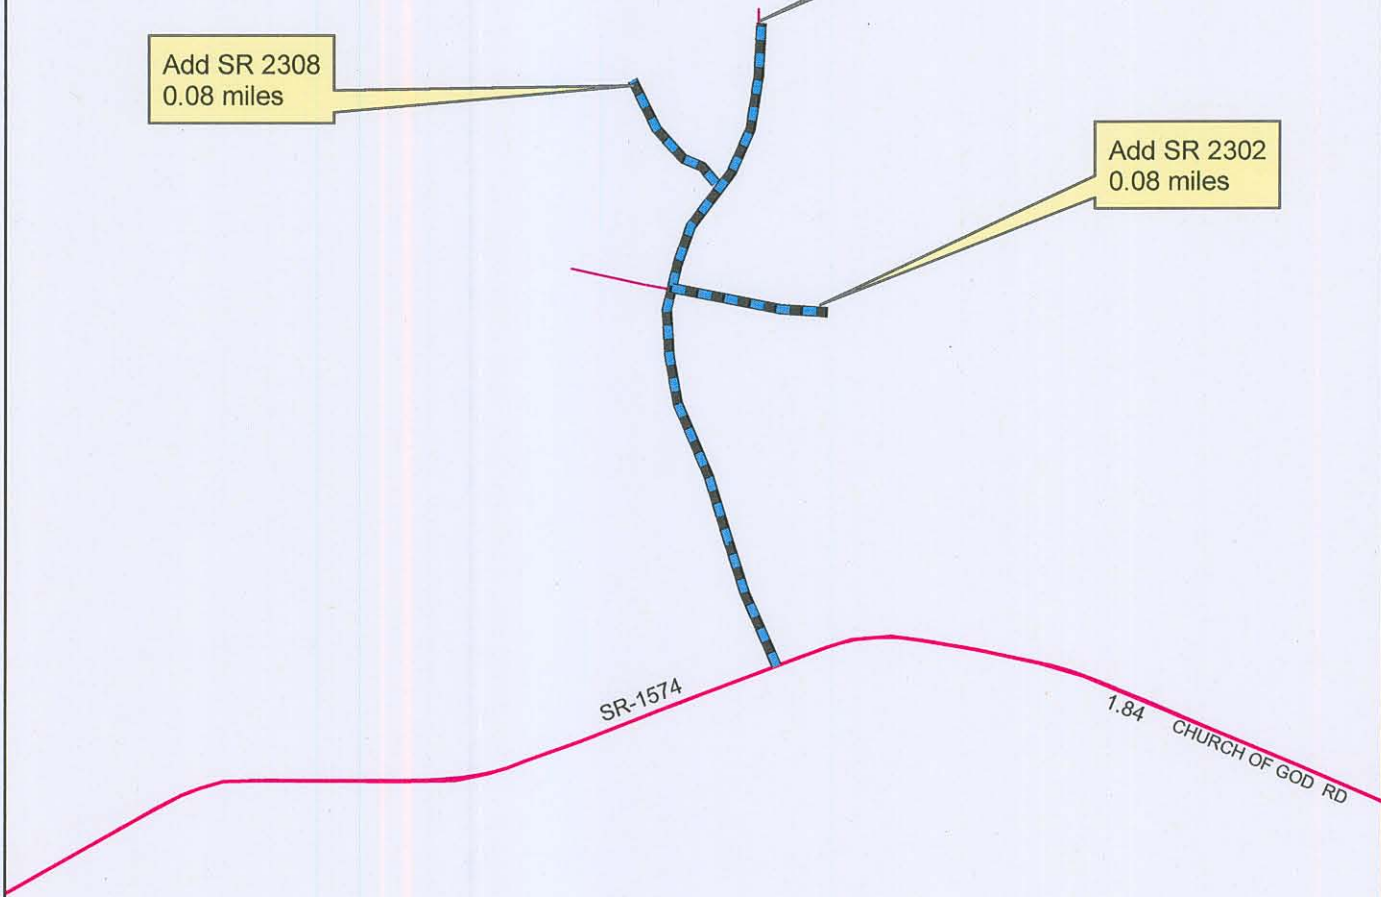 Add SR 2308
0.08 miles
Add SR 2302
0.08 miles
SR-1574
1.84
CHURCH OF GOD RD